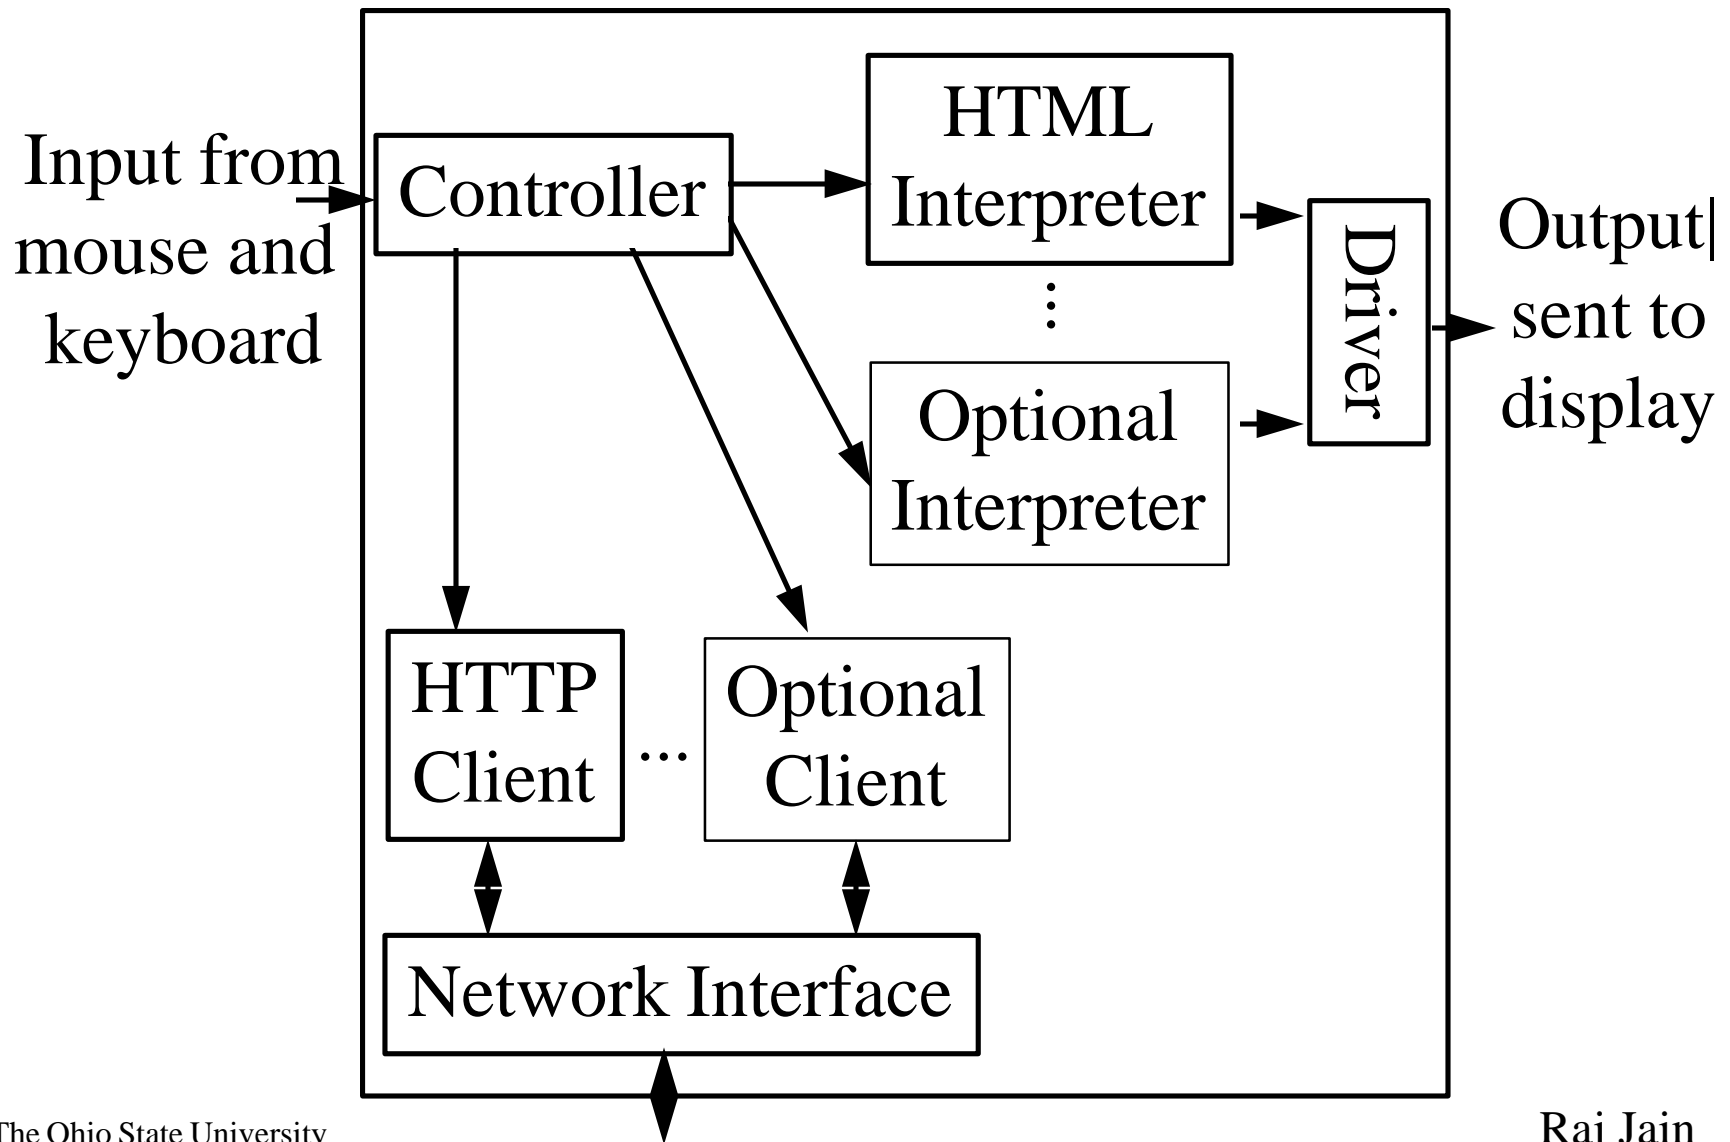 Input from
mouse and
keyboard
Controller
HTML
Interpreter
...
Optional
Interpreter
Driver
Output
sent to
display
HTTP
Client
...
Optional
Client
Network Interface
The Ohio State University
Raj Jain